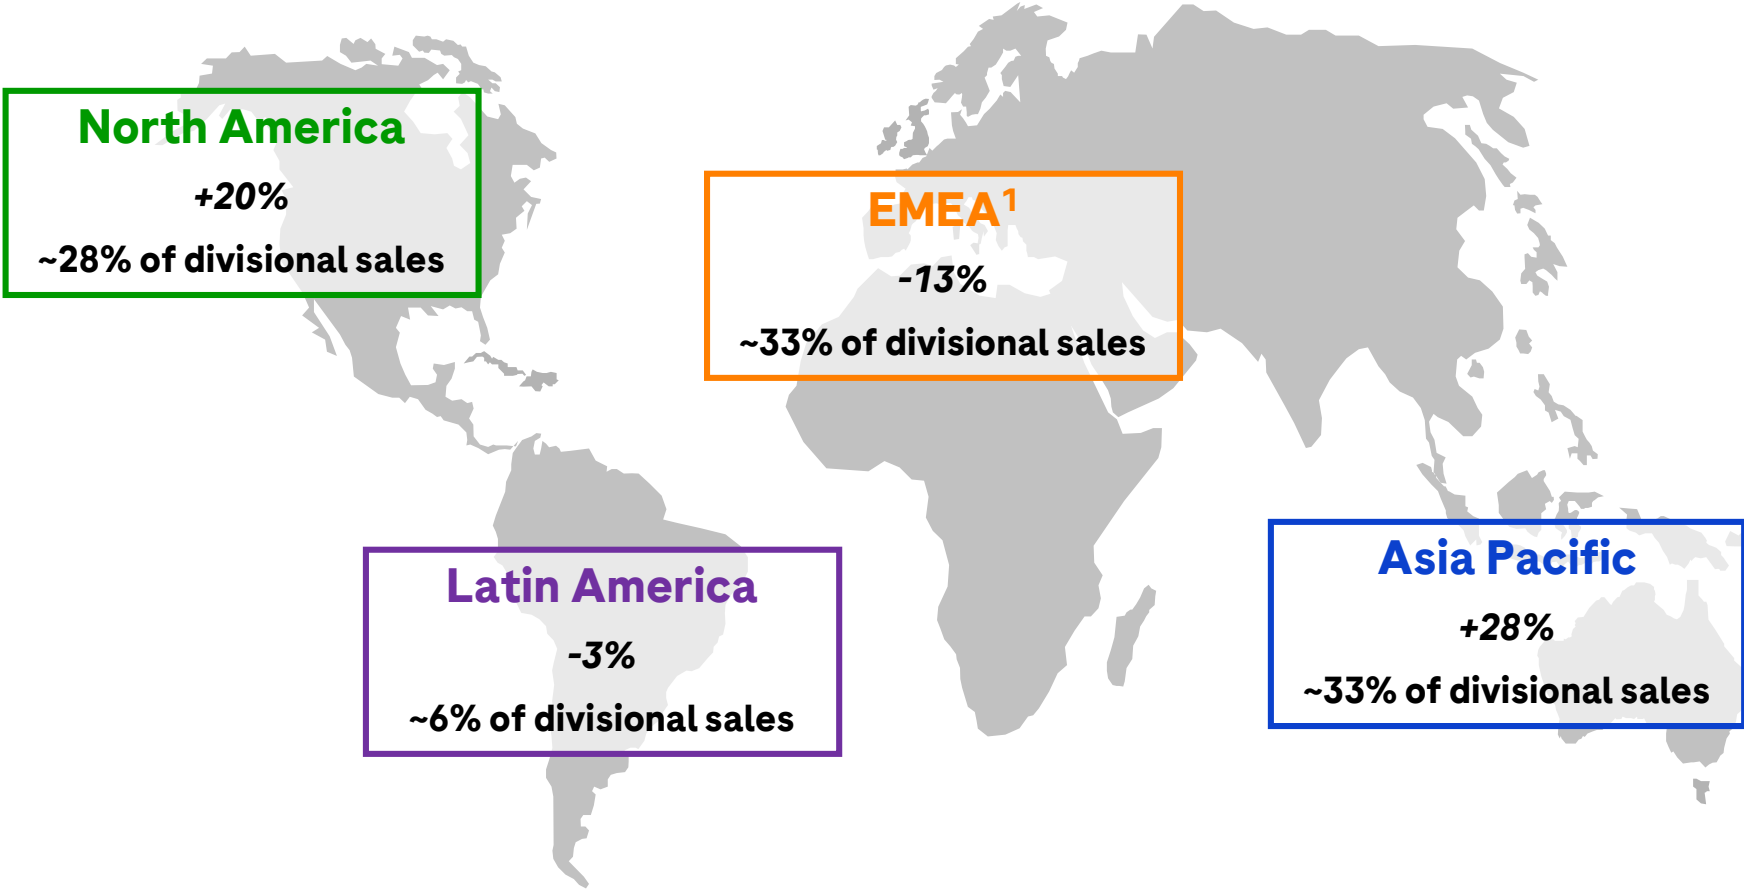 North America
+20%
~28% of divisional sales
EMEA¹
-13%
~33% of divisional sales
Latin America
-3%
~6% of divisional sales
Asia Pacific
+28%
~33% of divisional sales